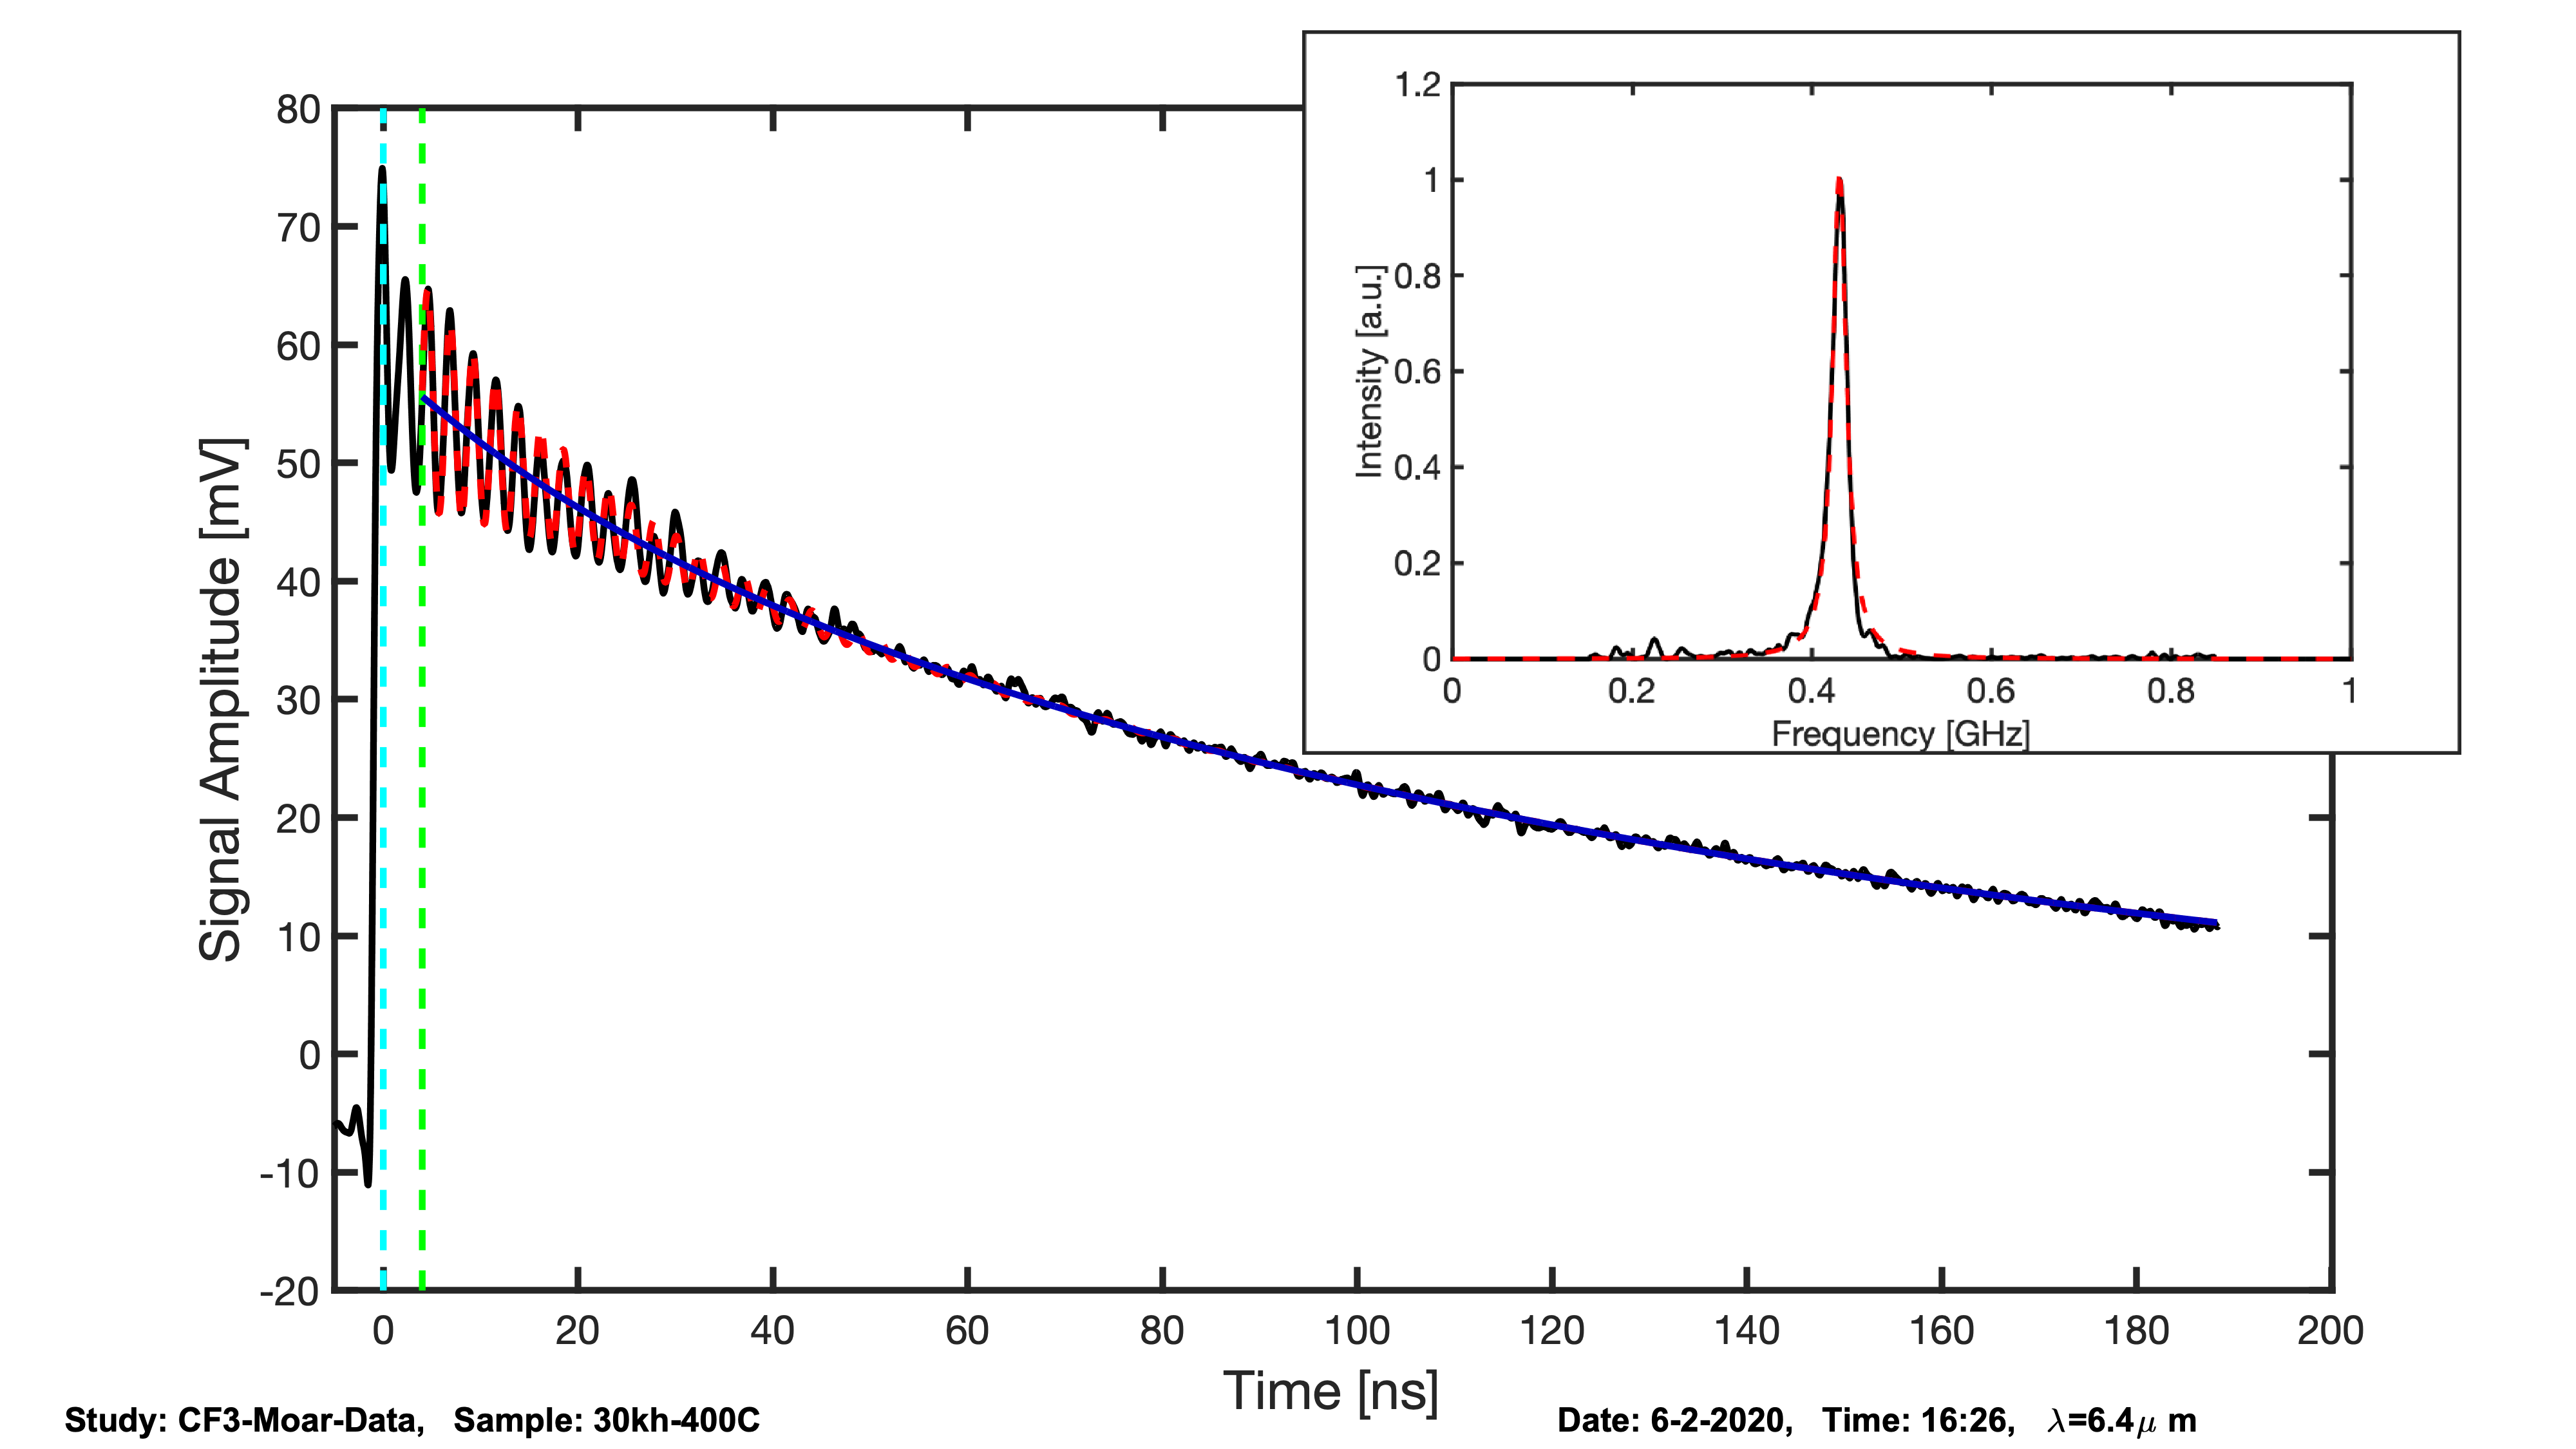 1.2
1
0.8
0.6
0.4
0.2
0
0 0.2 0.4 0.6 0.8 1
Intensity [a.u.]
Frequency [GHz]
80
70
60
50
40
30
20
10
0
-10
-20
Signal Amplitude [mV]
0 20 40 60 80 100 120 140 160 180 200
Time [ns]
Study: CF3-Moar-Data, Sample: 30kh-400C
Date: 6-2-2020, Time: 16:26, λ=6.4μ m